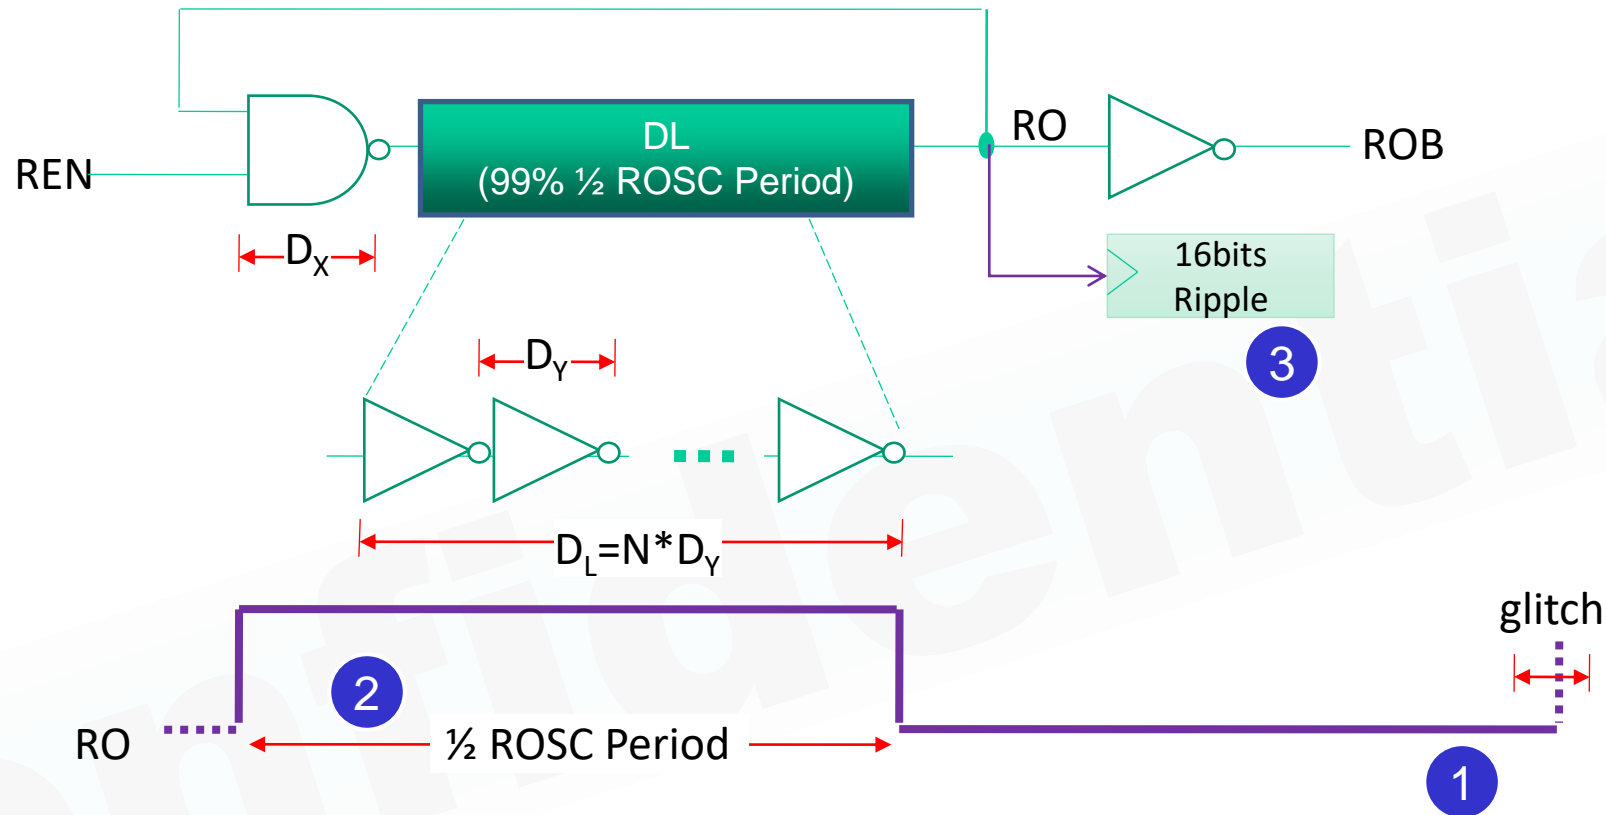 DL
(99% ½ ROSC Period)
RO
ROB
REN
DX
16bits
Ripple
3
DY
DL=N*DY
glitch
2
RO
½ ROSC Period
1
nfidentia